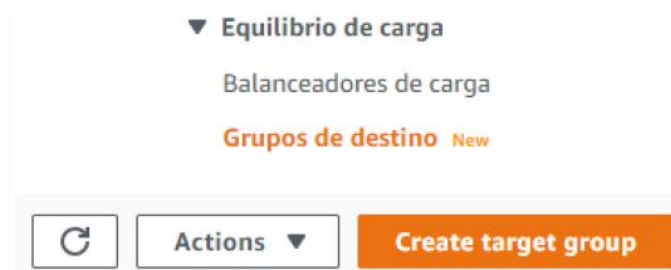 Equilibrio de carga
Balanceadores de carga
Grupos de destino New
Actions Create target group